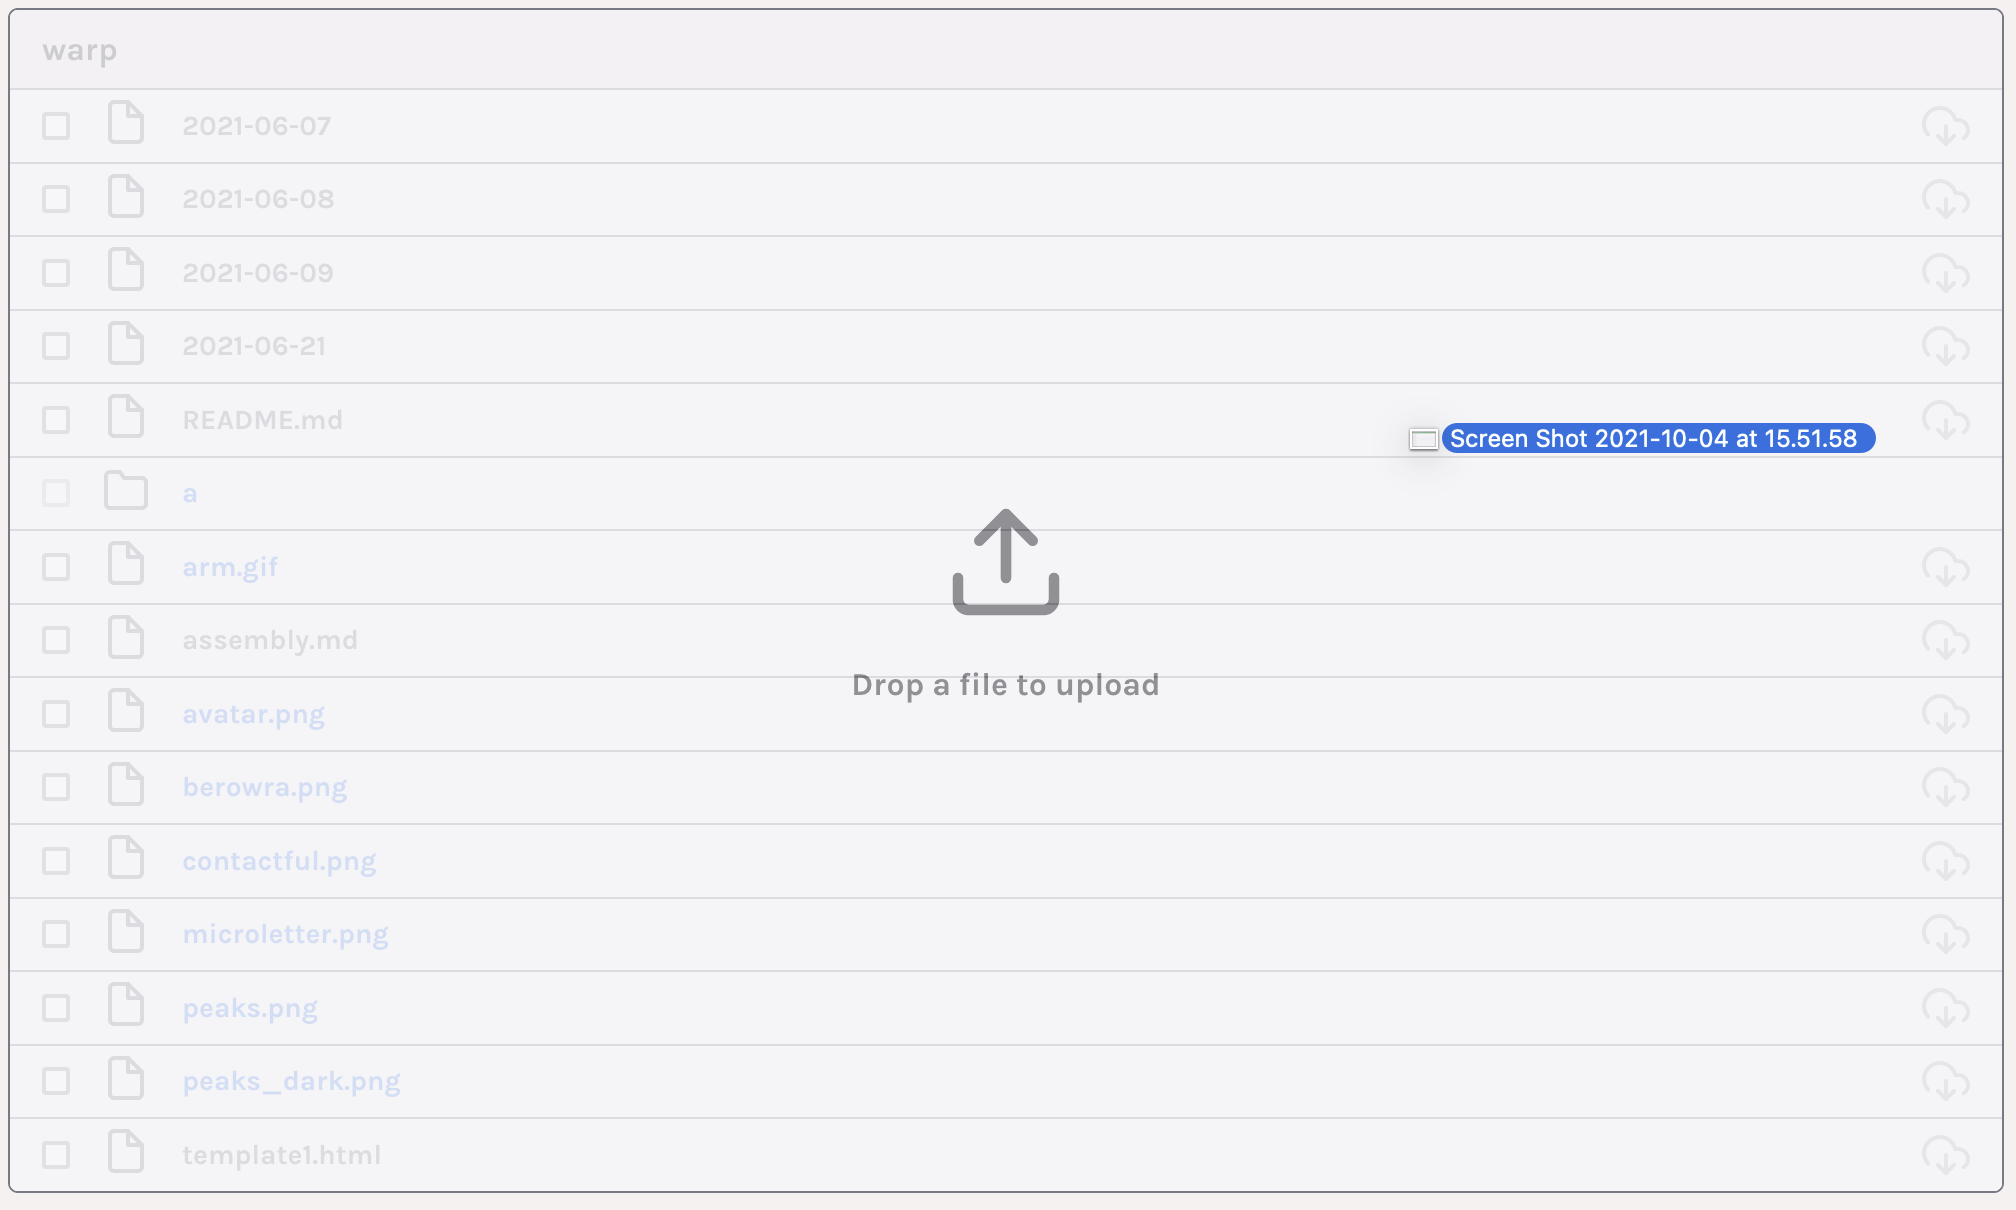 warp
2021-06-07
2021-06-08
2021-06-09
2021-06-21
README.md
Screen Shot 2021-10-04 at 15.51.58
a
arm.gif
assembly.md
Drop a file to upload
avatar.png
berowra.png
contactful.png
microletter.png
peaks.png
peaks_dark.png
template1.html